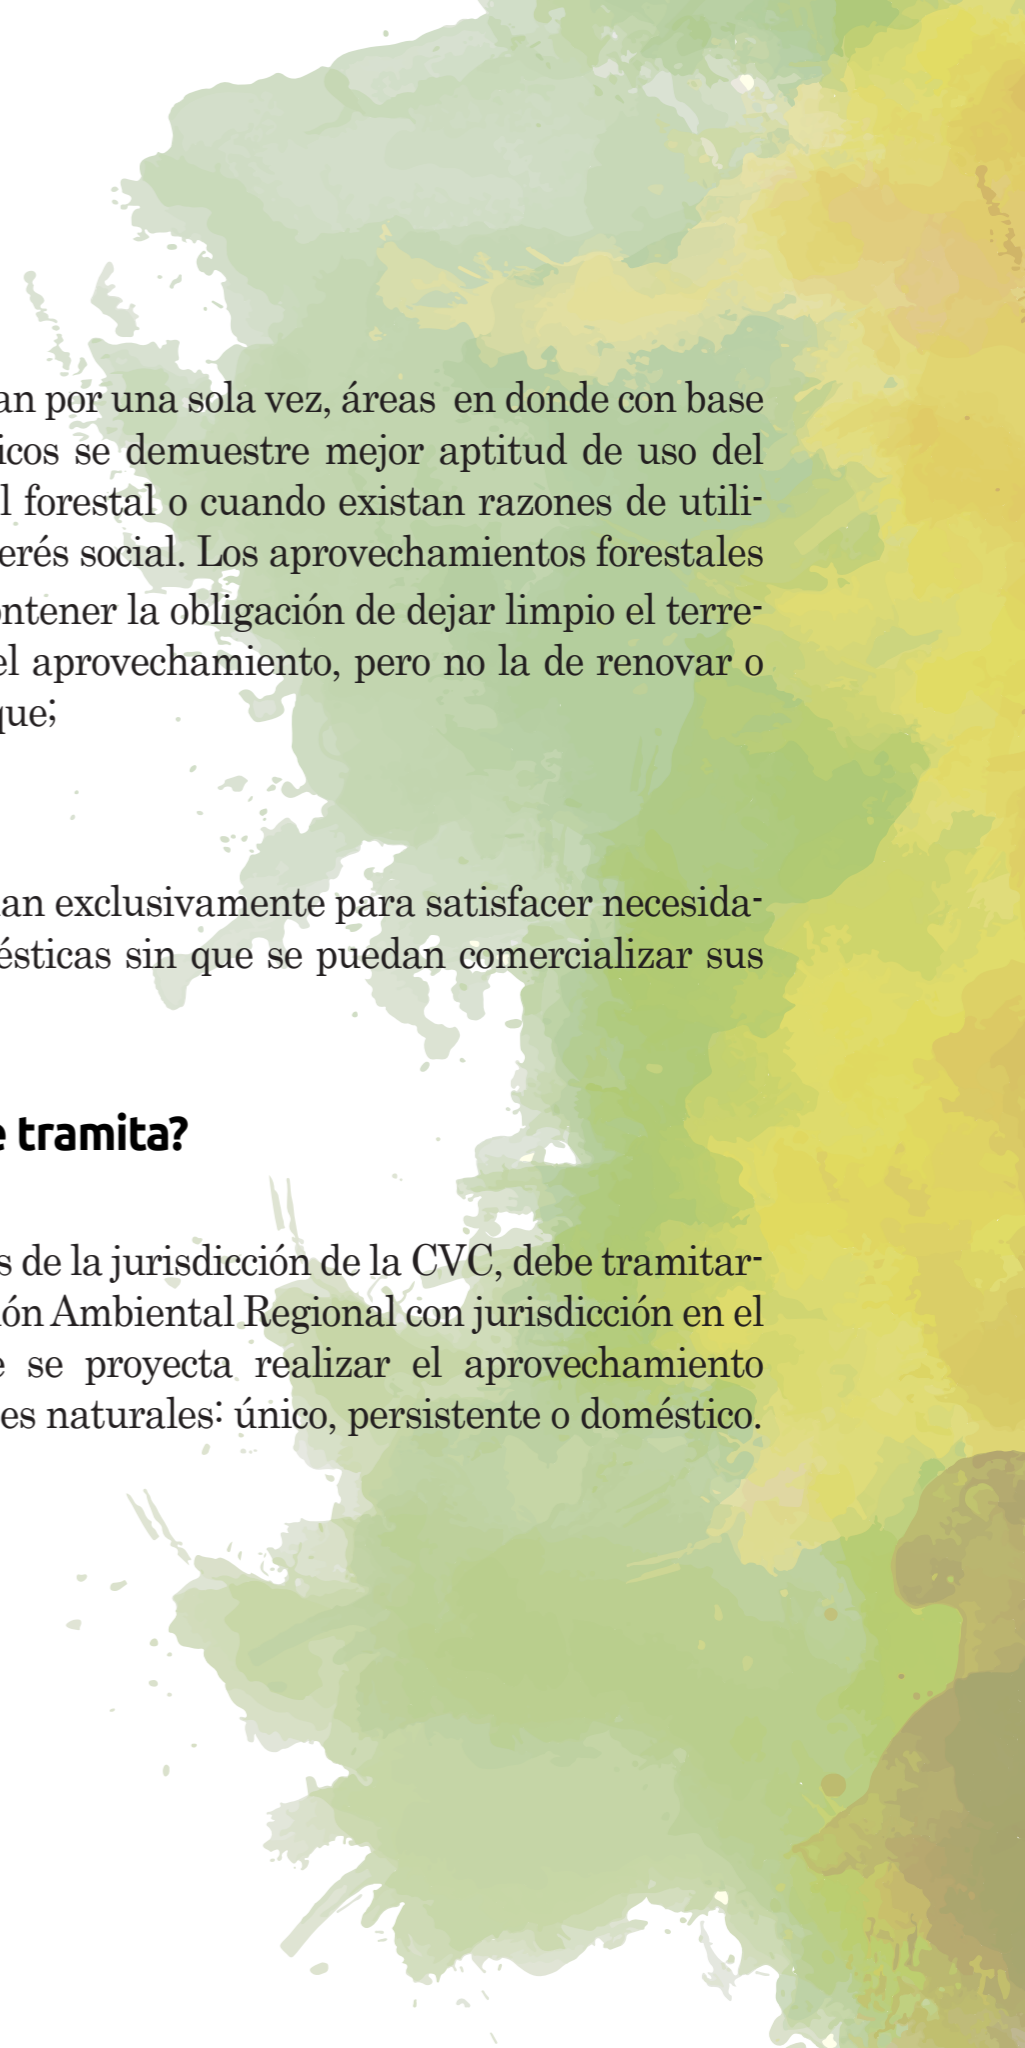 an por una sola vez, áreas en donde con base
icos se demuestre mejor aptitud de uso del
l forestal o cuando existan razones de utili-
erés social. Los aprovechamientos forestales
ntener la obligación de dejar limpio el terre-
el aprovechamiento, pero no la de renovar o
que;
an exclusivamente para satisfacer necesida-
ésticas sin que se puedan comercializar sus
e tramita?
s de la jurisdicción de la CVC, debe tramitar-
ión Ambiental Regional con jurisdicción en el
e se proyecta realizar el aprovechamiento
es naturales: único, persistente o doméstico.